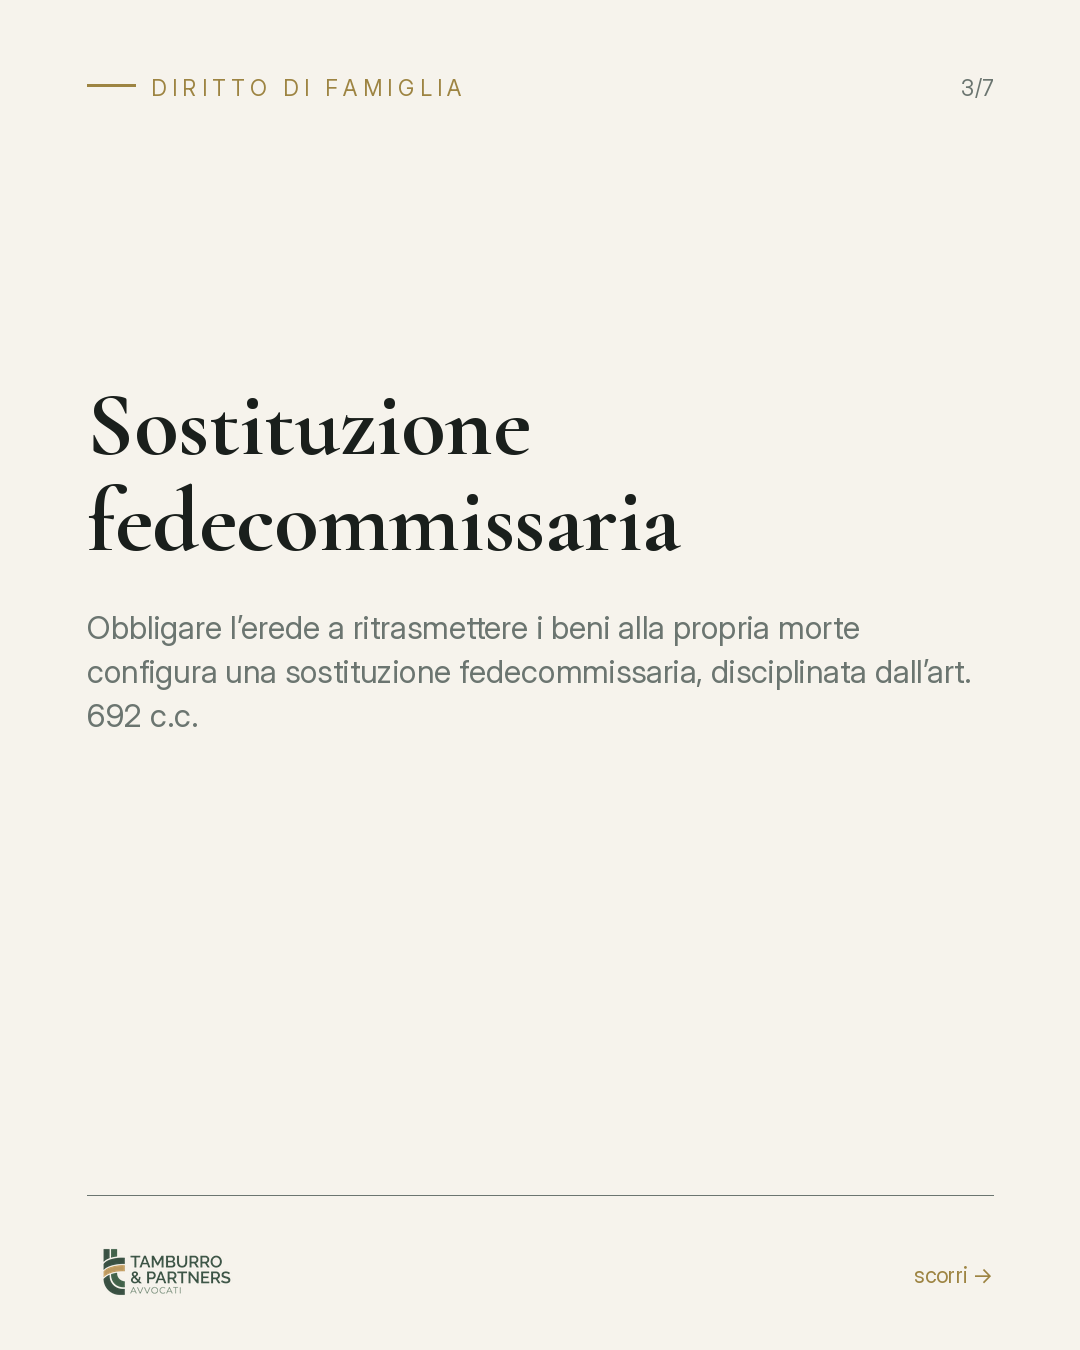 DIRITTO DI FAMIGLIA
3/7
Sostituzione
fedecommissaria
Obbligare l’erede a ritrasmettere i beni alla propria morte
configura una sostituzione fedecommissaria, disciplinata dall’art.
692 c.c.
TAMBURRO
& PARTNERS
AVVOCATI
scorri →